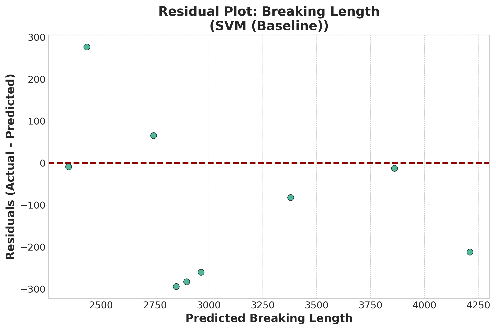 Residual Plot: Breaking Length
(SVM (Baseline))
Residuals (Actual - Predicted)
300
200
100
0
−100
−200
−300
2500 2750 3000 3250 3500 3750 4000 4250
Predicted Breaking Length